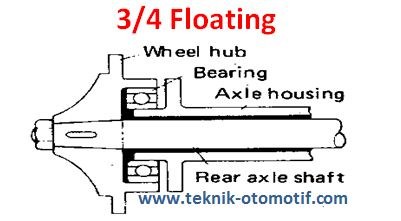 3/4 Floating
Wheel hub
Bearing
Axle housing
Rear axle shaft
www.teknik-otomotif.com